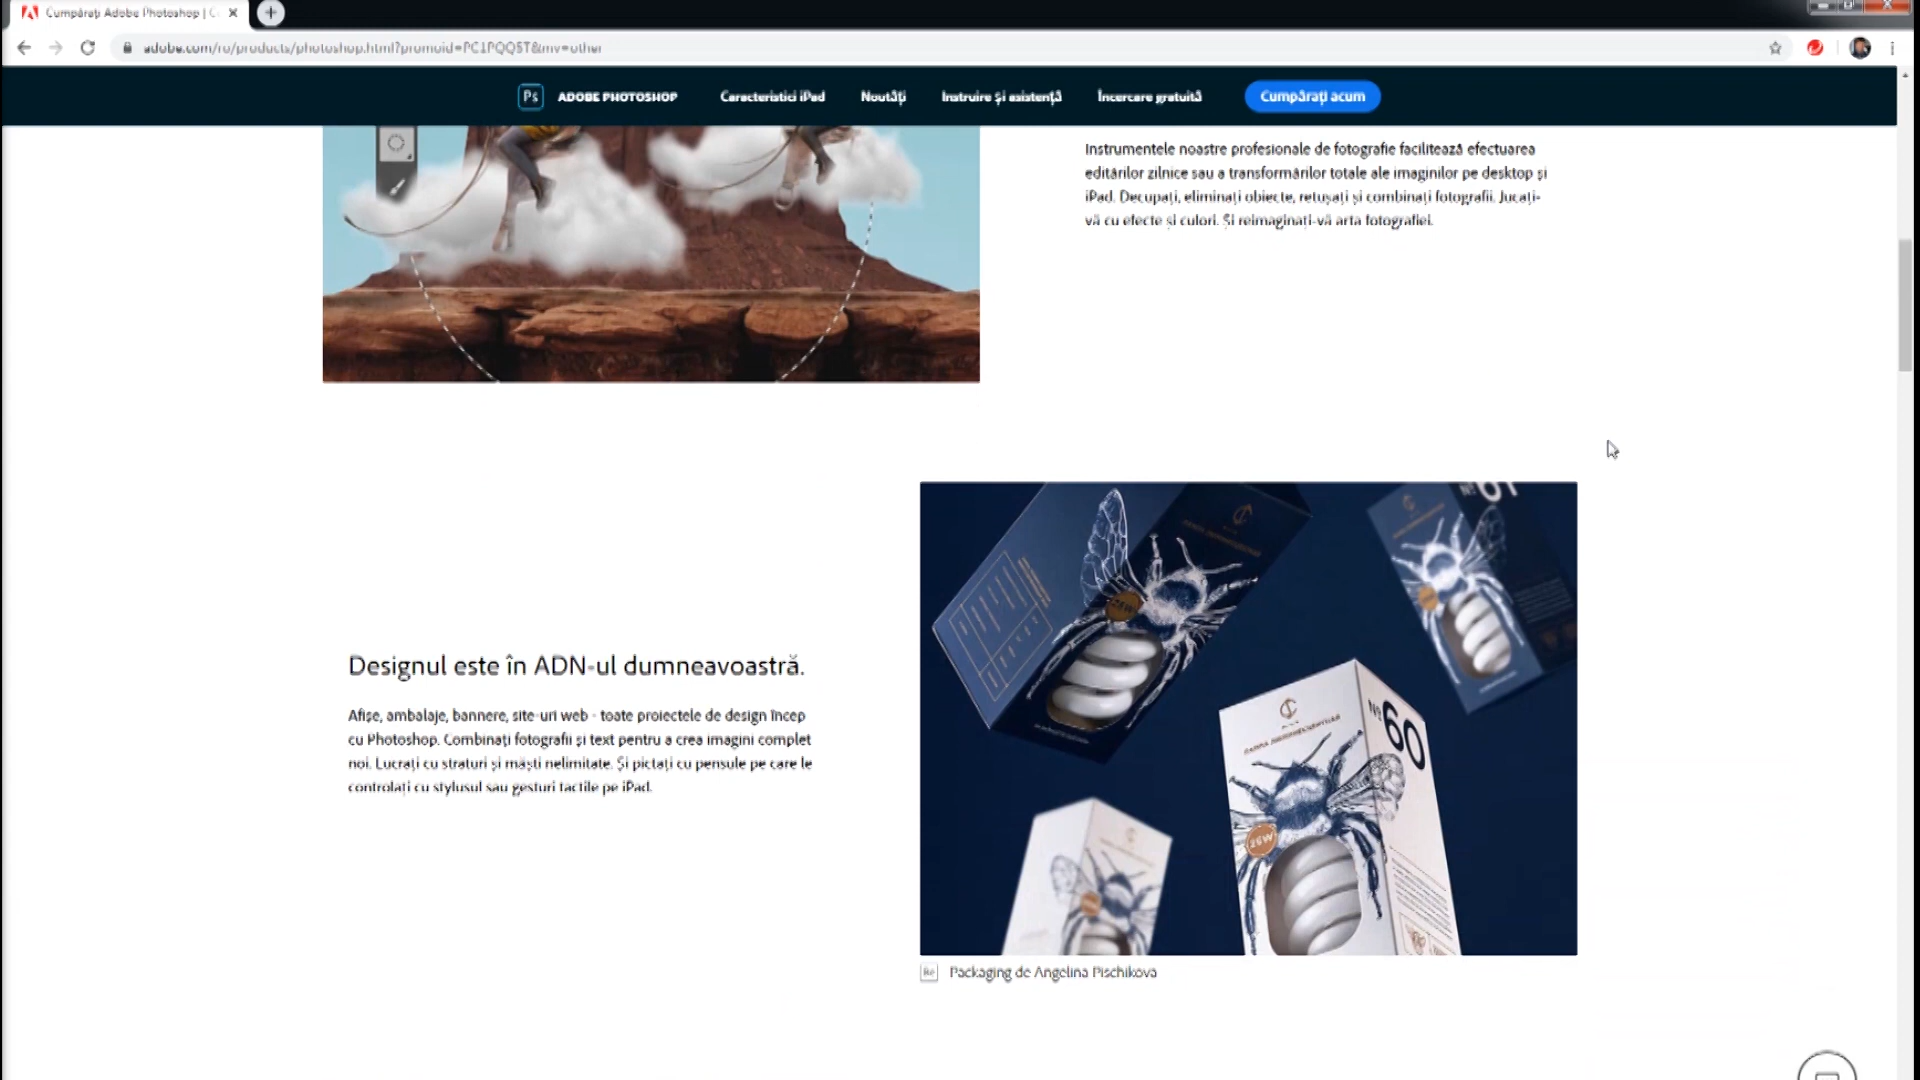 Cumpărați Adobe Photoshop | C
adobe.com/ro/products/photoshop.html?promoid=PC1PQQ5T&mv=other
Ps ADOBE PHOTOSHOP Caracteristici iPad Noutăți Instruire și asistență Încercare gratuită Cumpărați acum
Instrumentele noastre profesionale de fotografie facilitează efectuarea
editărilor zilnice sau a transformărilor totale ale imaginilor pe desktop și
iPad. Decupați, eliminați obiecte, retușați și combinați fotografii. Jucați-
vă cu efecte și culori. Și reimaginați-vă arta fotografiei.
Designul este în ADN-ul dumneavoastră.
Afișe, ambalaje, bannere, site-uri web - toate proiectele de design încep
cu Photoshop. Combinați fotografii și text pentru a crea imagini complet
noi. Lucrați cu straturi și măști nelimitate. Și pictați cu pensule pe care le
controlați cu stylusul sau gesturi tactile pe iPad.
Nº 61
25W
Nº 60
25W
Packaging de Angelina Pischikova